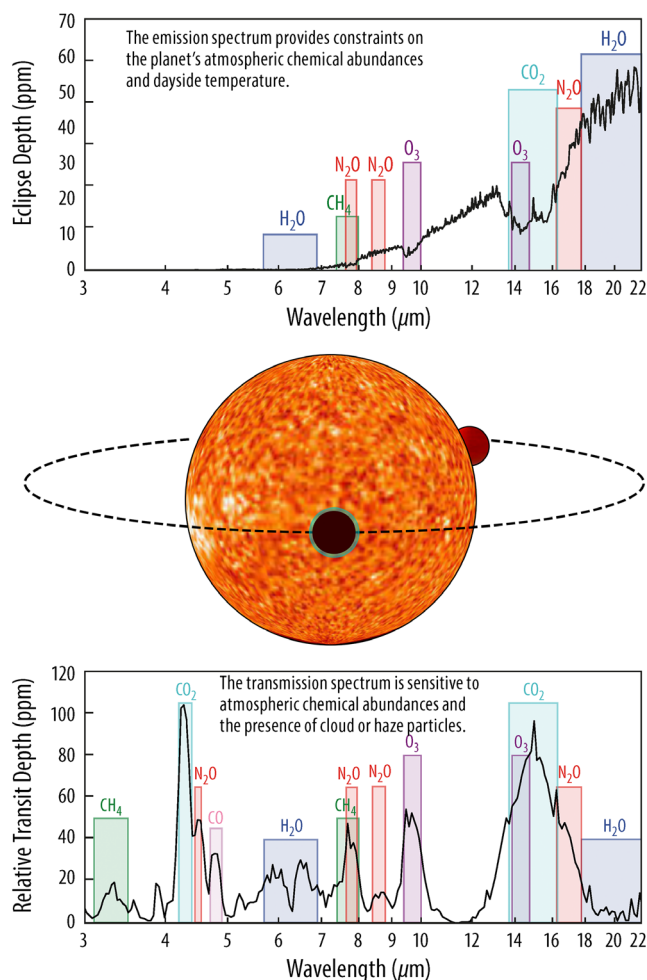 70
60
50
40
30
20
10
0
Eclipse Depth (ppm)
The emission spectrum provides constraints on
the planet's atmospheric chemical abundances
and dayside temperature.
H₂O
CH₄
N₂O
N₂O
O₃
O₃
CO₂
N₂O
H₂O
3 4 5 6 7 8 9 10 12 14 16 18 20 22
Wavelength (μm)
120
100
80
60
40
20
0
Relative Transit Depth (ppm)
The transmission spectrum is sensitive to
atmospheric chemical abundances and
the presence of cloud or haze particles.
CH₄
CO₂
N₂O
CO
H₂O
CH₄
N₂O
N₂O
O₃
CO₂
O₃
N₂O
H₂O
3 4 5 6 7 8 9 10 12 14 16 18 20 22
Wavelength (μm)